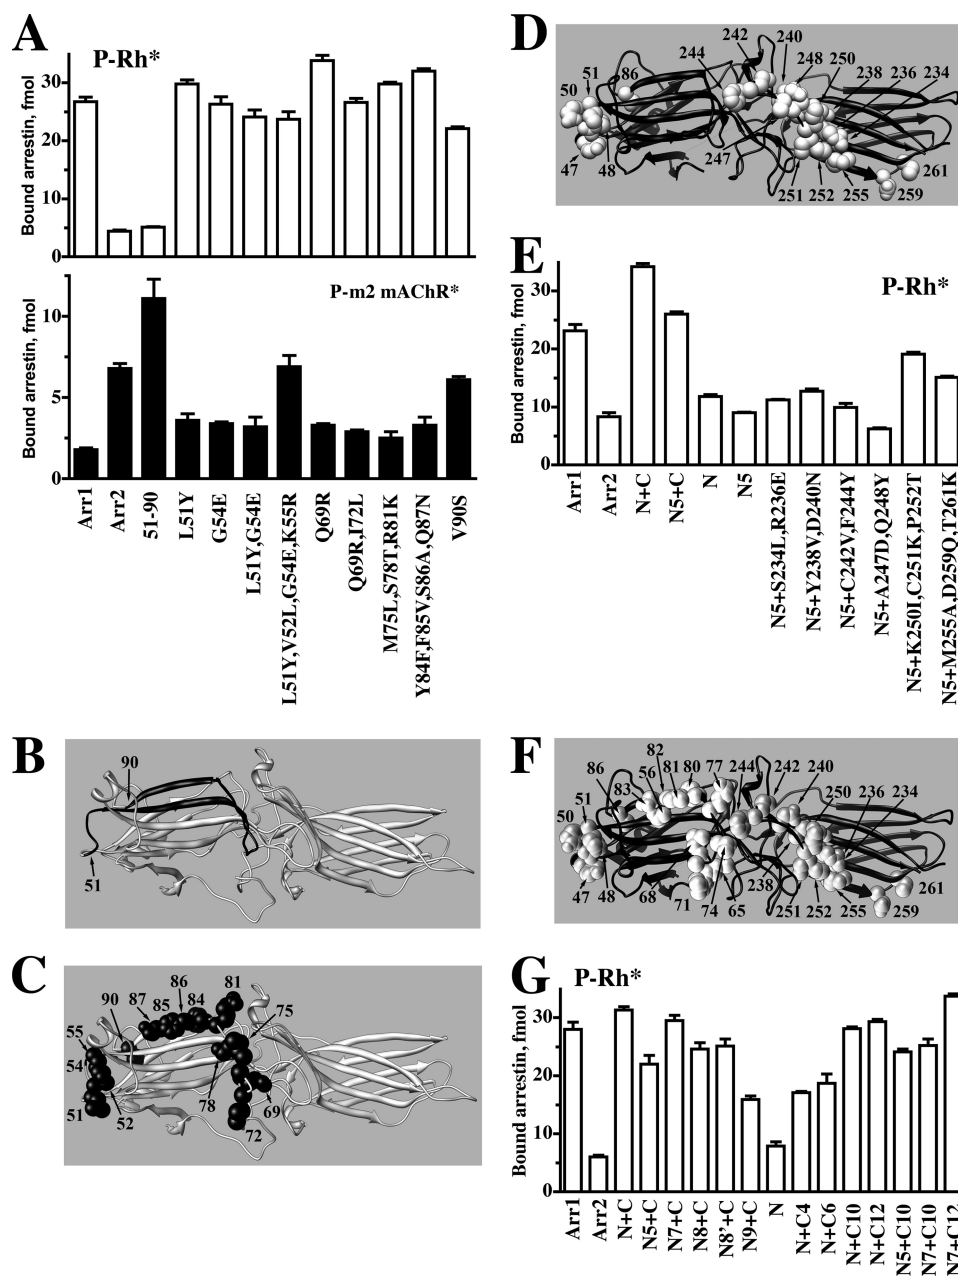 A
P-Rh*
Bound arrestin, fmol
30
20
10
0
P-m2 mAChR*
Bound arrestin, fmol
10
5
0
Arr1
Arr2
51-90
L51Y
G54E
L51Y,G54E
L51Y,V52L,G54E,K55R
Q69R
Q69R,I72L
M75L,S78T,R81K
Y84F,F85V,S86A,Q87N
V90S
B
90
51
C
86
81
87
85
84
75
90
55
54
51
52
78
69
72
D
242
240
51
86
244
248
250
50
238
236
234
47
48
247
251
252
255
259
261
E
P-Rh*
Bound arrestin, fmol
30
20
10
0
Arr1
Arr2
N+C
N5+C
N
N5
N5+S234L,R236E
N5+Y238V,D240N
N5+C242V,F244Y
N5+A247D,Q248Y
N5+K250I,C251K,P252T
N5+M255A,D259Q,T261K
F
82
56
81
80
77
244
242
240
86
83
51
50
250
236
234
47
48
68
71
74
65
238
251
252
255
259
261
G
P-Rh*
Bound arrestin, fmol
30
20
10
0
Arr1
Arr2
N+C
N5+C
N7+C
N8+C
N8'+C
N9+C
N
N+C4
N+C6
N+C10
N+C12
N5+C10
N7+C10
N7+C12